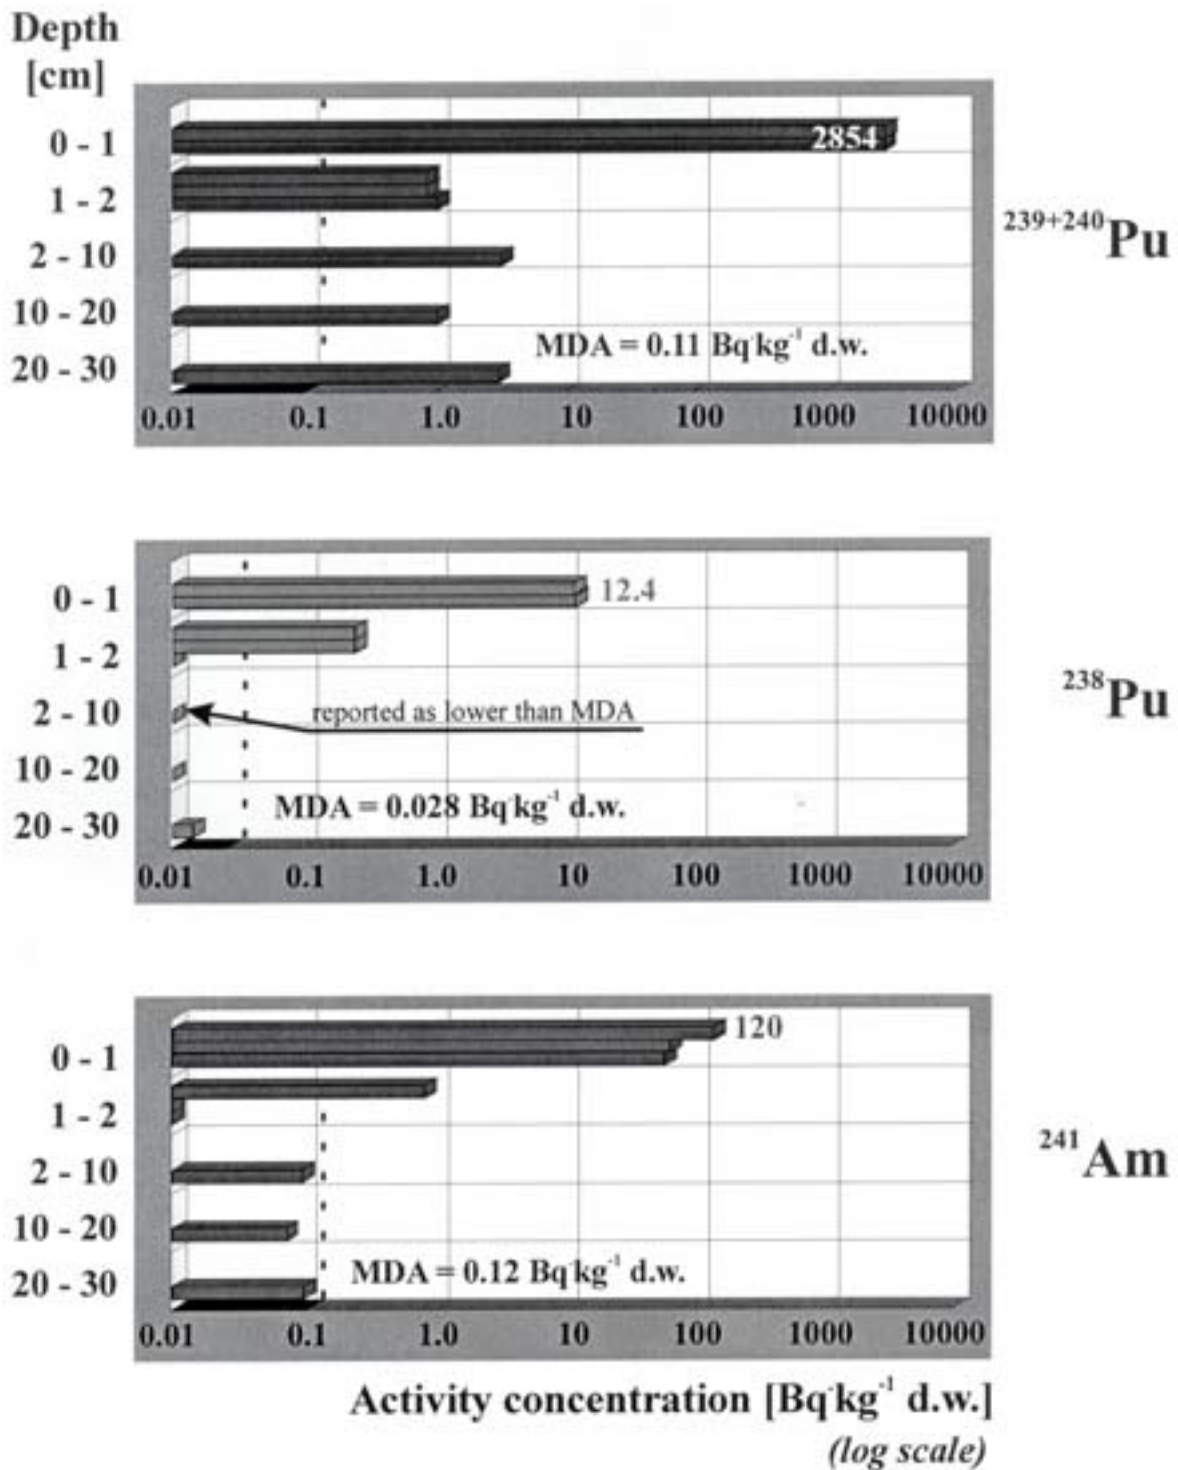 Depth
[cm]
0 - 1
2854
1 - 2
2 - 10
10 - 20
20 - 30
MDA = 0.11 Bq·kg⁻¹ d.w.
0.01 0.1 1.0 10 100 1000 10000
²³⁹⁺²⁴⁰Pu
0 - 1
12.4
1 - 2
2 - 10
reported as lower than MDA
10 - 20
20 - 30
MDA = 0.028 Bq·kg⁻¹ d.w.
0.01 0.1 1.0 10 100 1000 10000
²³⁸Pu
0 - 1
120
1 - 2
2 - 10
10 - 20
20 - 30
MDA = 0.12 Bq·kg⁻¹ d.w.
0.01 0.1 1.0 10 100 1000 10000
²⁴¹Am
Activity concentration [Bq·kg⁻¹ d.w.]
(log scale)